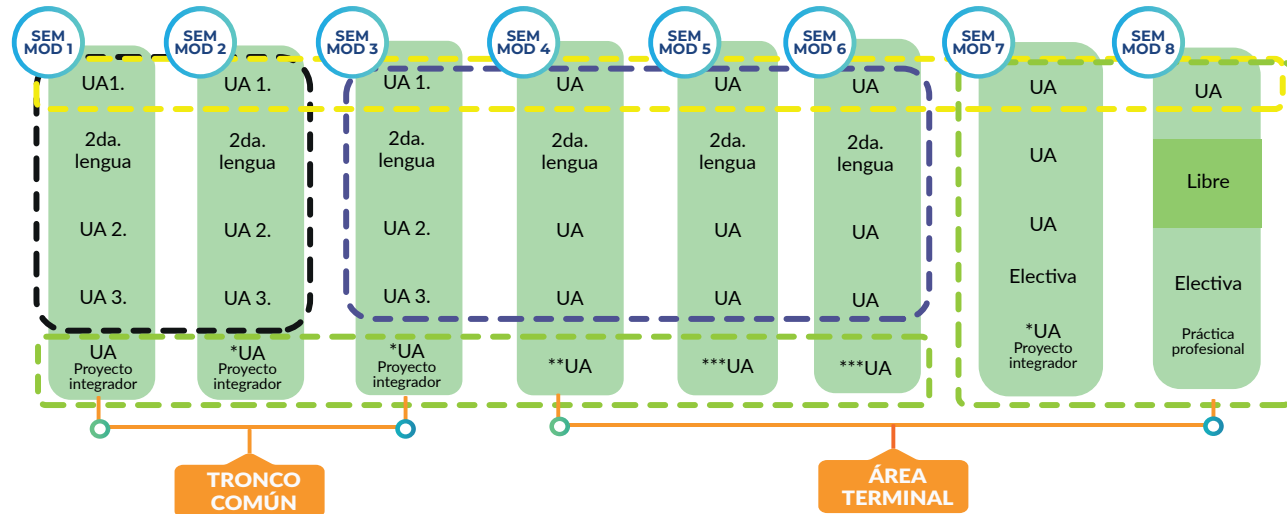 SEM
MOD 1
UA1.
2da.
lengua
UA 2.
UA 3.
UA
Proyecto
integrador
SEM
MOD 2
UA 1.
2da.
lengua
UA 2.
UA 3.
*UA
Proyecto
integrador
SEM
MOD 3
UA 1.
2da.
lengua
UA 2.
UA 3.
*UA
Proyecto
integrador
SEM
MOD 4
UA
2da.
lengua
UA
UA
**UA
SEM
MOD 5
UA
2da.
lengua
UA
UA
***UA
SEM
MOD 6
UA
2da.
lengua
UA
UA
***UA
SEM
MOD 7
UA
UA
UA
Electiva
*UA
Proyecto
integrador
SEM
MOD 8
UA
Libre
Electiva
Práctica
profesional
TRONCO
COMÚN
ÁREA
TERMINAL